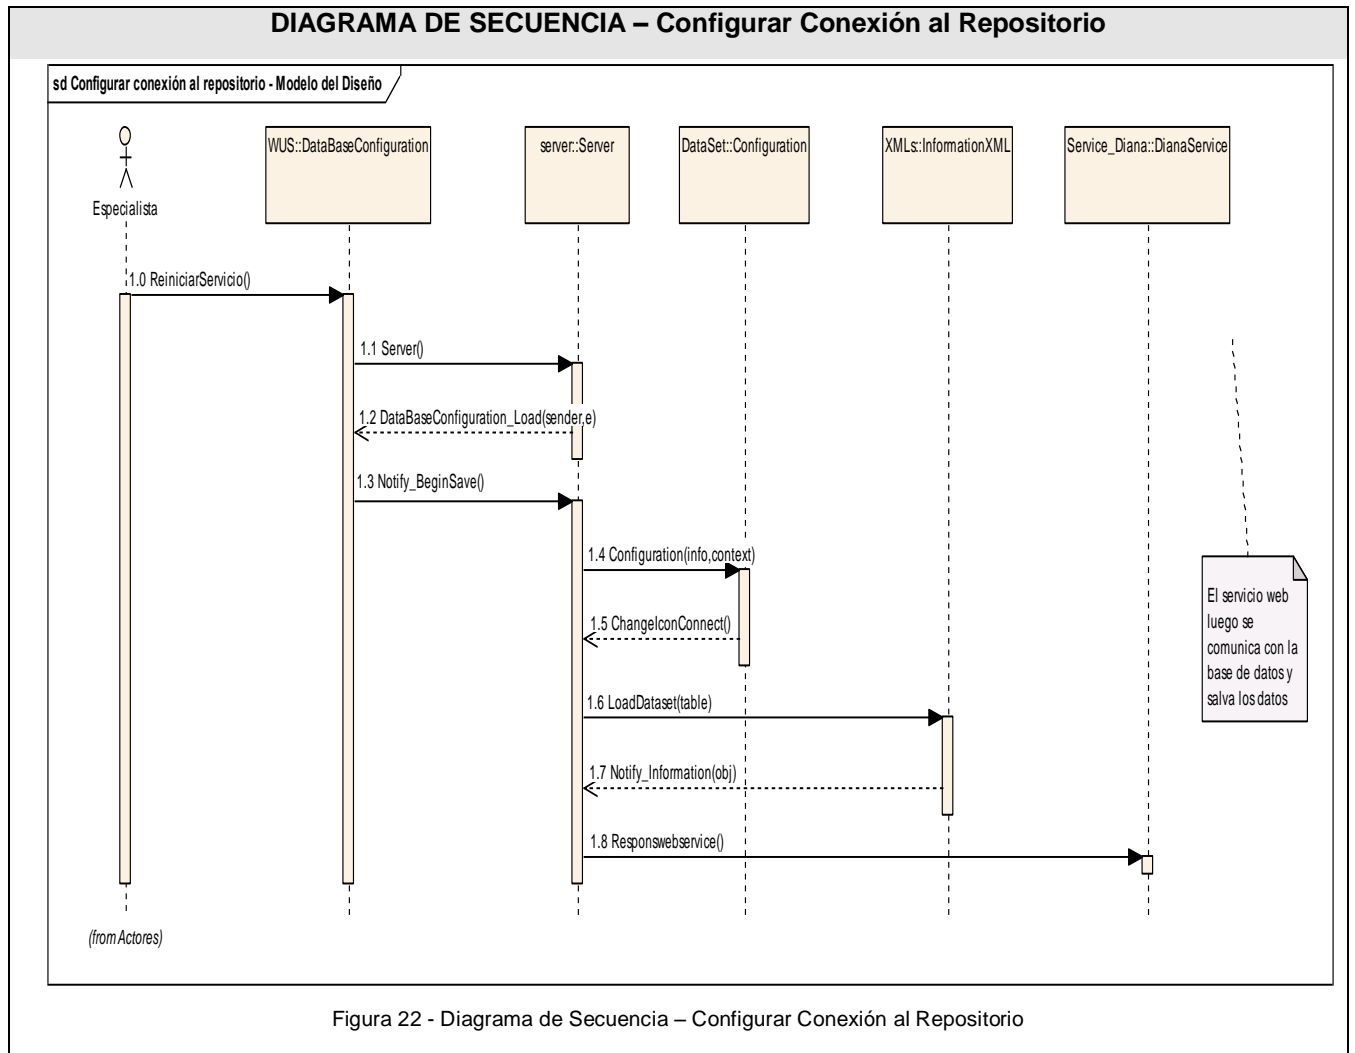 DIAGRAMA DE SECUENCIA – Configurar Conexión al Repositorio
sd Configurar conexión al repositorio - Modelo del Diseño
WUS::DataBaseConfiguration
server::Server
DataSet::Configuration
XMLs::InformationXML
Service_Diana::DianaService
Especialista
1.0 ReiniciarServicio()
1.1 Server()
1.2 DataBaseConfiguration_Load(sender,e)
1.3 Notify_BeginSave()
1.4 Configuration(info,context)
1.5 ChangeIconConnect()
El servicio web
luego se
comunica con la
base de datos y
salva los datos
1.6 LoadDataset(table)
1.7 Notify_Information(obj)
1.8 Responswebservice()
(from Actores)
Figura 22 - Diagrama de Secuencia – Configurar Conexión al Repositorio